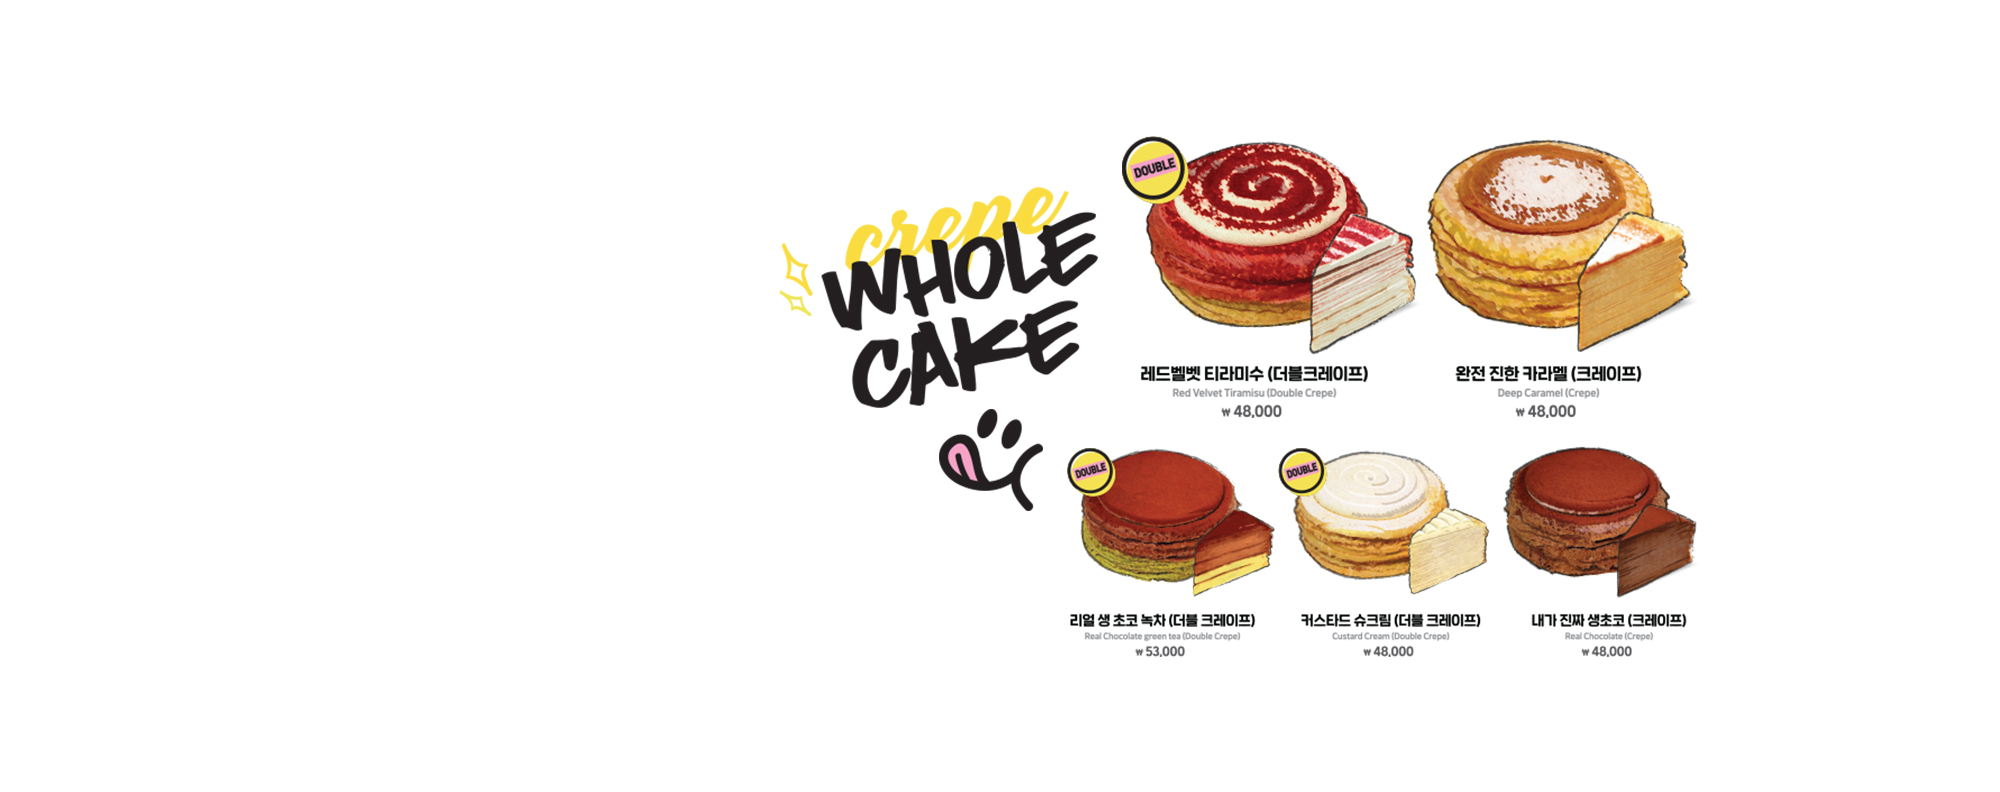 crepe
WHOLE
CAKE
DOUBLE
레드벨벳 티라미수 (더블크레이프)
Red Velvet Tiramisu (Double Crepe)
₩ 48,000
완전 진한 카라멜 (크레이프)
Deep Caramel (Crepe)
₩ 48,000
DOUBLE
리얼 생 초코 녹차 (더블 크레이프)
Real Chocolate green tea (Double Crepe)
₩ 53,000
DOUBLE
커스타드 슈크림 (더블 크레이프)
Custard Cream (Double Crepe)
₩ 48,000
내가 진짜 생초코 (크레이프)
Real Chocolate (Crepe)
₩ 48,000